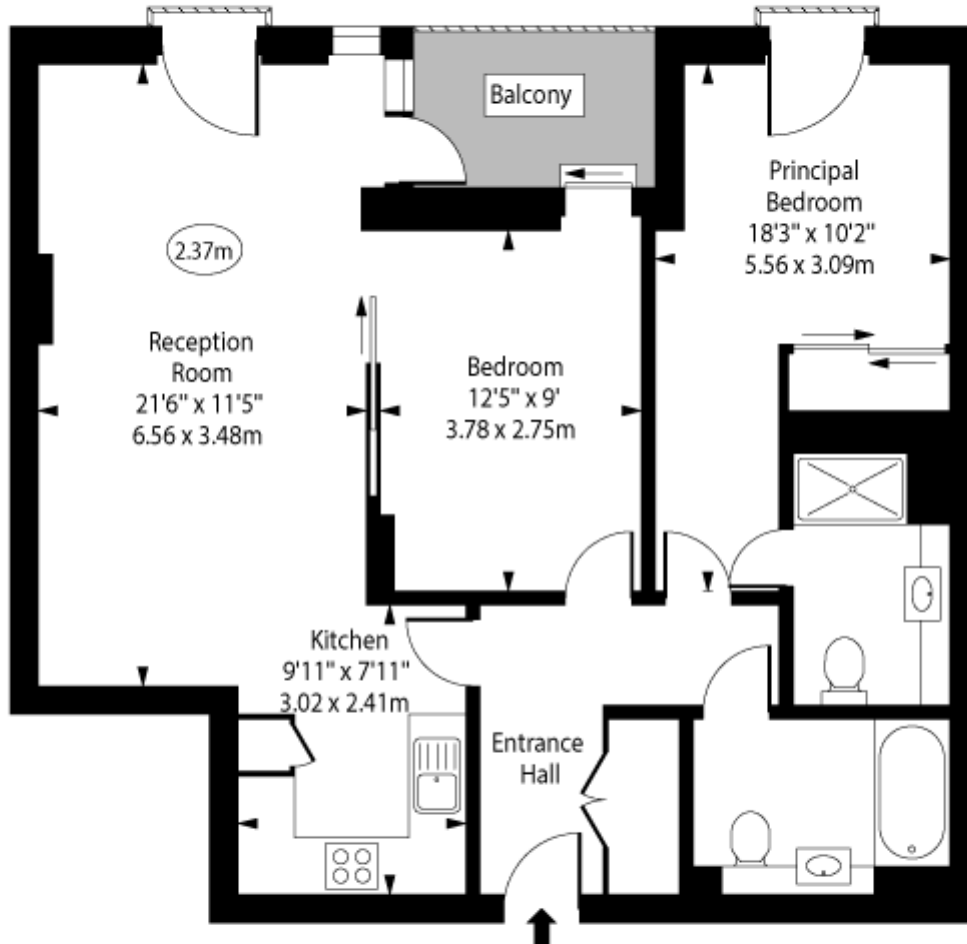 Balcony
Principal
Bedroom
18'3" x 10'2"
5.56 x 3.09m
2.37m
Reception
Room
21'6" x 11'5"
6.56 x 3.48m
Bedroom
12'5" x 9'
3.78 x 2.75m
Kitchen
9'11" x 7'11"
3.02 x 2.41m
Entrance
Hall